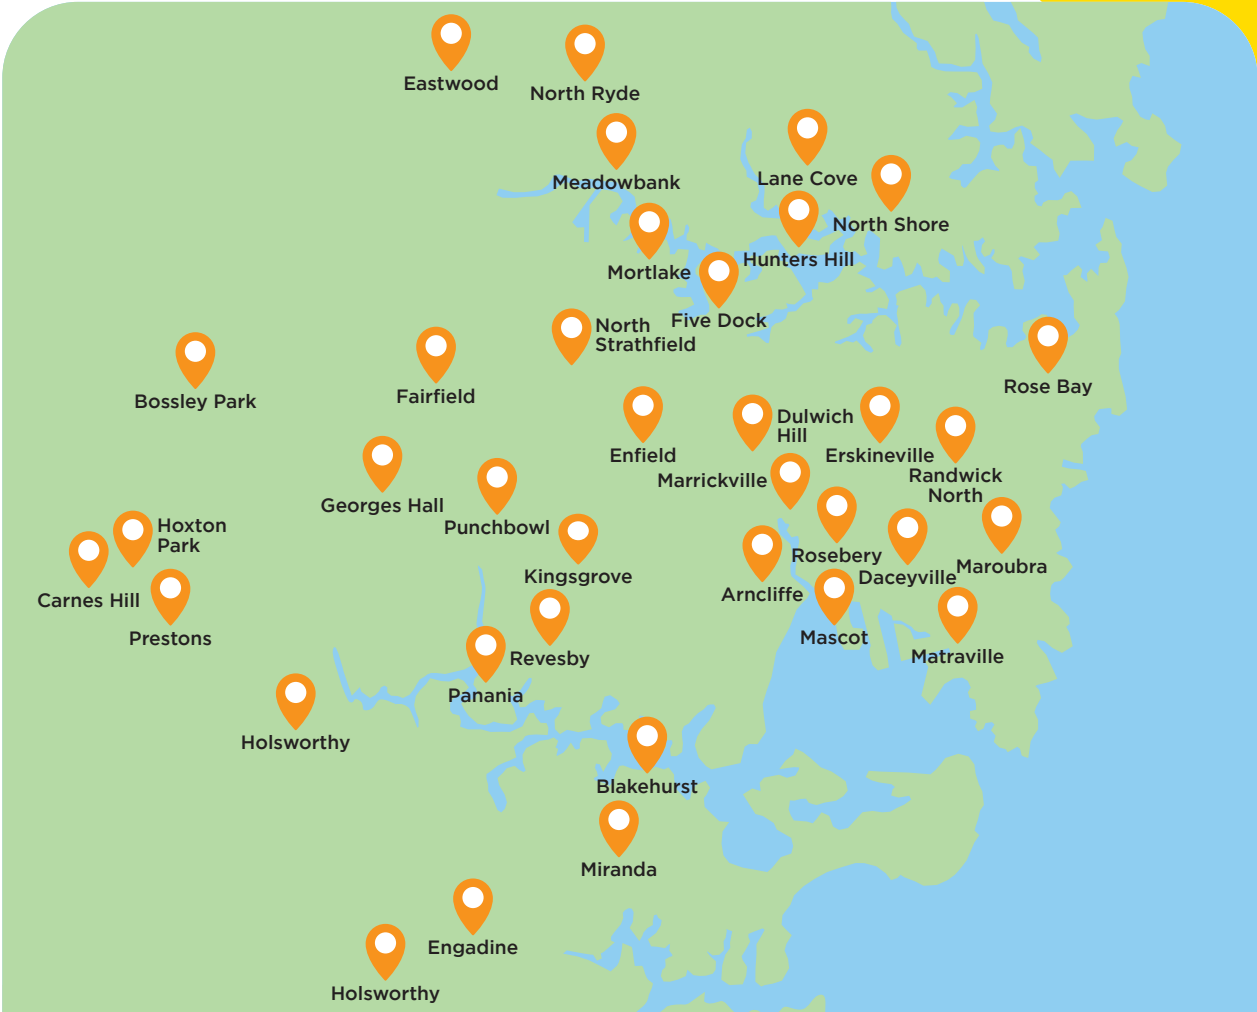 Eastwood
North Ryde
Meadowbank
Lane Cove
North Shore
Hunters Hill
Mortlake
Five Dock
North
Strathfield
Rose Bay
Bossley Park
Fairfield
Enfield
Dulwich
Hill
Erskineville
Randwick
North
Marrickville
Georges Hall
Punchbowl
Hoxton
Park
Kingsgrove
Rosebery
Daceyville
Maroubra
Arncliffe
Carnes Hill
Prestons
Mascot
Matraville
Revesby
Panania
Holsworthy
Blakehurst
Miranda
Engadine
Holsworthy